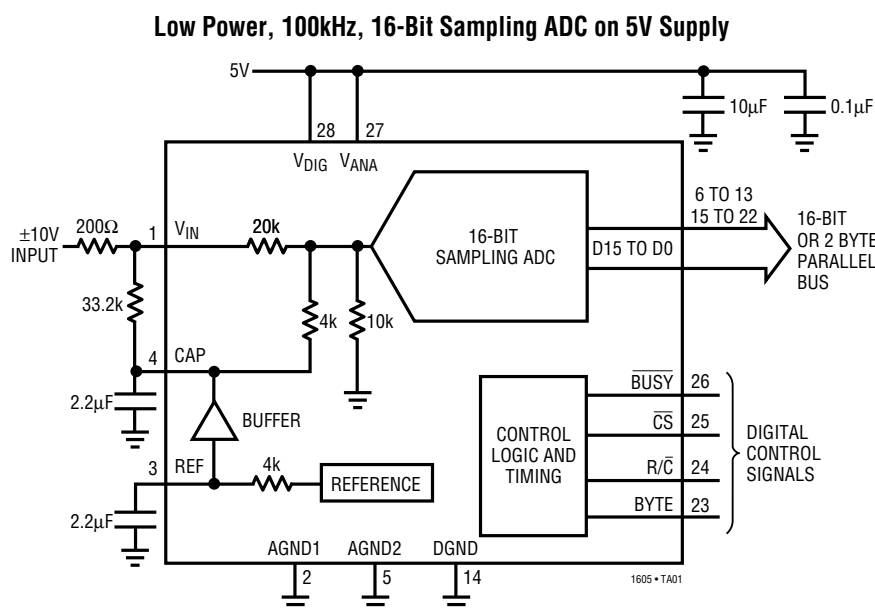 Low Power, 100kHz, 16-Bit Sampling ADC on 5V Supply
5V
10µF
0.1µF
28
27
VDIG
VANA
±10V
INPUT
200Ω
1
VIN
20k
33.2k
4k
10k
16-BIT
SAMPLING ADC
D15 TO D0
6 TO 13
15 TO 22
16-BIT
OR 2 BYTE
PARALLEL
BUS
4
CAP
2.2µF
BUFFER
3
REF
4k
REFERENCE
2.2µF
CONTROL
LOGIC AND
TIMING
BUSY
26
CS
25
R/C
24
BYTE
23
DIGITAL
CONTROL
SIGNALS
AGND1
AGND2
DGND
2
5
14
1605 • TA01